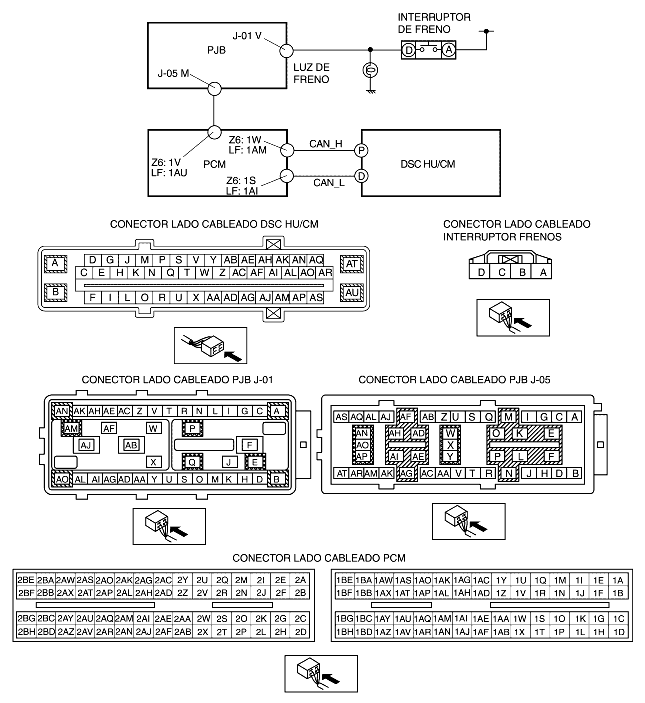 INTERRUPTOR
DE FRENO
J-01 V
PJB
D A
LUZ DE
FRENO
J-05 M
Z6: 1W
LF: 1AM
CAN_H
P
Z6: 1V
LF: 1AU
PCM
DSC HU/CM
Z6: 1S
LF: 1AI
CAN_L
D
CONECTOR LADO CABLEADO DSC HU/CM
A D G J M P S V Y AB AE AH AK AN AQ AT
C E H K N Q T W Z AC AF AI AL AO AR
B F I L O R U X AA AD AG AJ AM AP AS AU
CONECTOR LADO CABLEADO
INTERRUPTOR FRENOS
D C B A
CONECTOR LADO CABLEADO PJB J-01
AN AK AH AE AC Z V T R N L I G C A
AM AF W P
AJ AB F
X Q J E
AO AL AI AG AD AA Y U S O M K H D B
CONECTOR LADO CABLEADO PJB J-05
AS AQ AL AJ AF AB Z U S Q M I G C A
AN AH AD W O K E
AO X
AP AI AE Y P L F
AT AR AM AK AG AC AA V T R N J H D B
CONECTOR LADO CABLEADO PCM
2BE 2BA 2AW 2AS 2AO 2AK 2AG 2AC 2Y 2U 2Q 2M 2I 2E 2A
2BF 2BB 2AX 2AT 2AP 2AL 2AH 2AD 2Z 2V 2R 2N 2J 2F 2B
2BG 2BC 2AY 2AU 2AQ 2AM 2AI 2AE 2AA 2W 2S 2O 2K 2G 2C
2BH 2BD 2AZ 2AV 2AR 2AN 2AJ 2AF 2AB 2X 2T 2P 2L 2H 2D
1BE 1BA 1AW 1AS 1AO 1AK 1AG 1AC 1Y 1U 1Q 1M 1I 1E 1A
1BF 1BB 1AX 1AT 1AP 1AL 1AH 1AD 1Z 1V 1R 1N 1J 1F 1B
1BG 1BC 1AY 1AU 1AQ 1AM 1AI 1AE 1AA 1W 1S 1O 1K 1G 1C
1BH 1BD 1AZ 1AV 1AR 1AN 1AJ 1AF 1AB 1X 1T 1P 1L 1H 1D